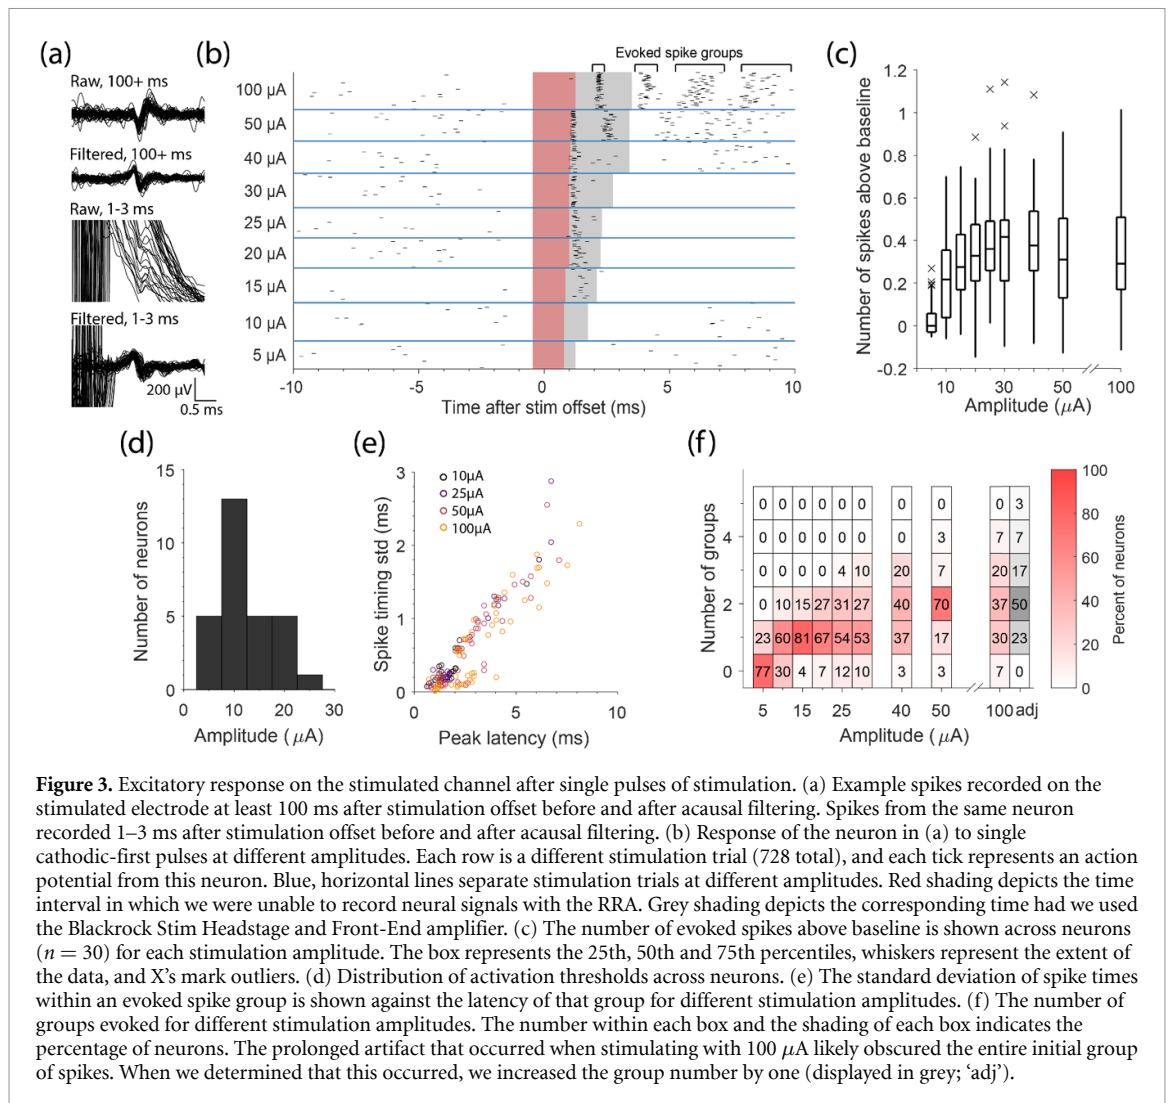 (a)
Raw, 100+ ms
Filtered, 100+ ms
Raw, 1-3 ms
Filtered, 1-3 ms
200 µV
0.5 ms
(b)
Evoked spike groups
100 µA
50 µA
40 µA
30 µA
25 µA
20 µA
15 µA
10 µA
5 µA
-10 -5 0 5 10
Time after stim offset (ms)
(c)
Number of spikes above baseline
1.2
1
0.8
0.6
0.4
0.2
0
-0.2
10 30 50 100
Amplitude (µA)
(d)
Number of neurons
15
10
5
0
0 10 20 30
Amplitude (µA)
(e)
Spike timing std (ms)
3
2
1
0
10µA
25µA
50µA
100µA
0 5 10
Peak latency (ms)
(f)
Number of groups
4
2
0
0 0 0 0 0 0 0 0 0 3
0 0 0 0 0 0 0 3 7 7
0 0 0 0 4 10 20 7 20 17
0 10 15 27 31 27 40 70 37 50
23 60 81 67 54 53 37 17 30 23
77 30 4 7 12 10 3 3 7 0
5 15 25 40 50 100 adj
Amplitude (µA)
100
80
60
40
20
0
Percent of neurons
Figure 3. Excitatory response on the stimulated channel after single pulses of stimulation. (a) Example spikes recorded on the
stimulated electrode at least 100 ms after stimulation offset before and after acausal filtering. Spikes from the same neuron
recorded 1–3 ms after stimulation offset before and after acausal filtering. (b) Response of the neuron in (a) to single
cathodic-first pulses at different amplitudes. Each row is a different stimulation trial (728 total), and each tick represents an action
potential from this neuron. Blue, horizontal lines separate stimulation trials at different amplitudes. Red shading depicts the time
interval in which we were unable to record neural signals with the RRA. Grey shading depicts the corresponding time had we used
the Blackrock Stim Headstage and Front-End amplifier. (c) The number of evoked spikes above baseline is shown across neurons
(n = 30) for each stimulation amplitude. The box represents the 25th, 50th and 75th percentiles, whiskers represent the extent of
the data, and X's mark outliers. (d) Distribution of activation thresholds across neurons. (e) The standard deviation of spike times
within an evoked spike group is shown against the latency of that group for different stimulation amplitudes. (f) The number of
groups evoked for different stimulation amplitudes. The number within each box and the shading of each box indicates the
percentage of neurons. The prolonged artifact that occurred when stimulating with 100 µA likely obscured the entire initial group
of spikes. When we determined that this occurred, we increased the group number by one (displayed in grey; 'adj').